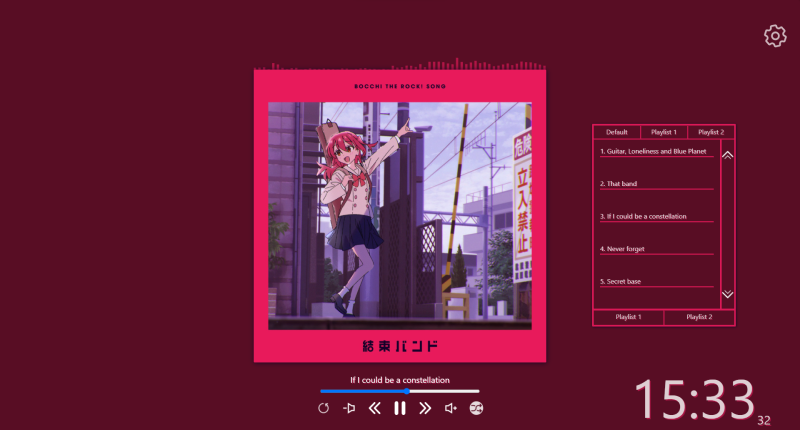 BOCCHI THE ROCK! SONG
危険
立入禁止
結束バンド
If I could be a constellation
Default
Playlist 1
Playlist 2
1. Guitar, Loneliness and Blue Planet
2. That band
3. If I could be a constellation
4. Never forget
5. Secret base
Playlist 1
Playlist 2
15:33
32